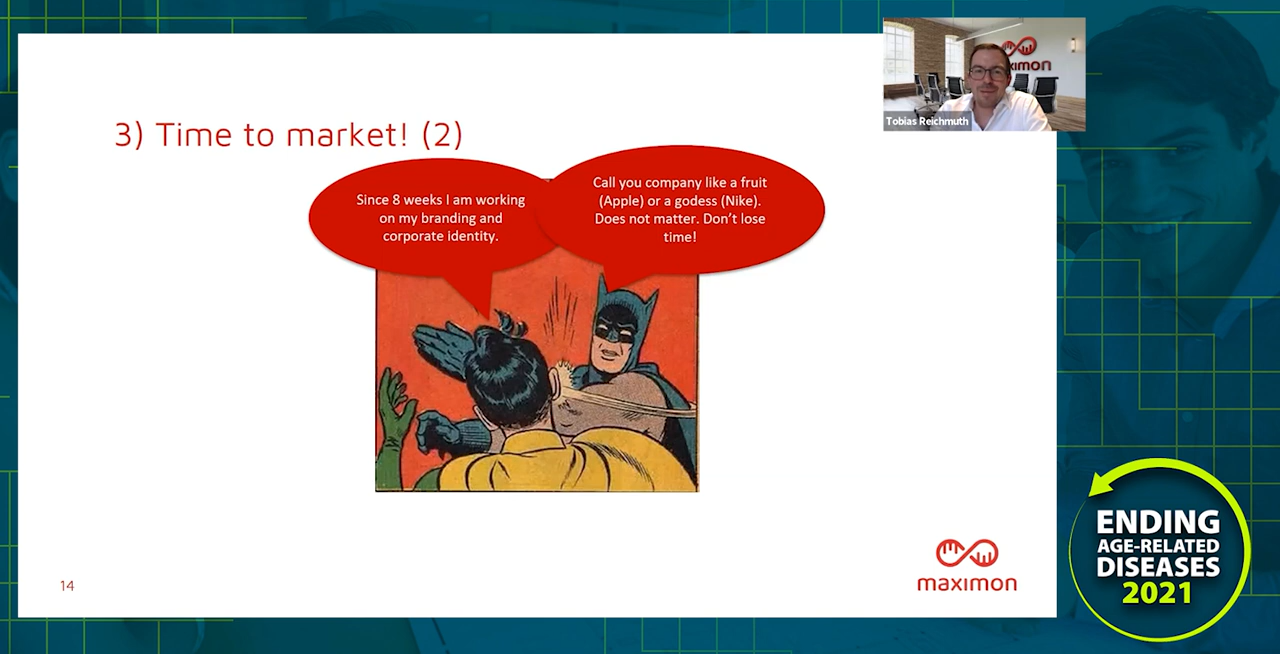 3) Time to market! (2)
Since 8 weeks I am working
on my branding and
corporate identity.
Call you company like a fruit
(Apple) or a godess (Nike).
Does not matter. Don't lose
time!
14
maximon
ximon
Tobias Reichmuth
ENDING
AGE-RELATED
DISEASES
2021